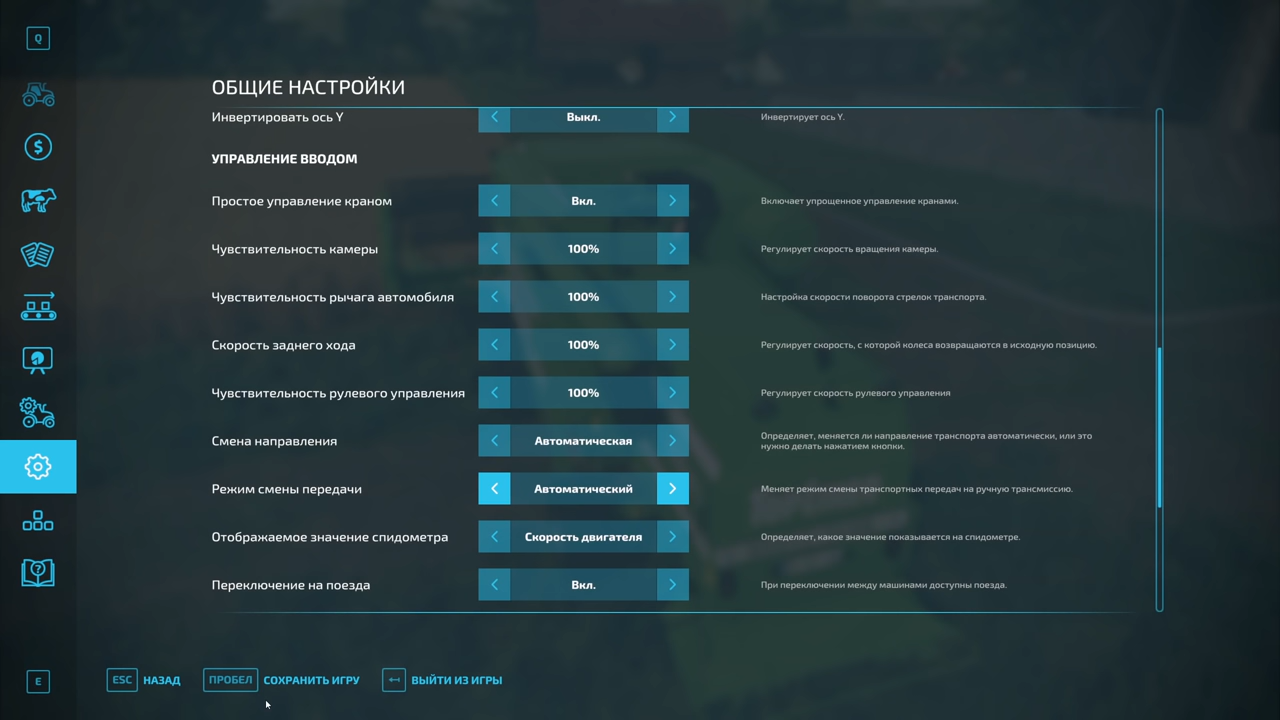 Q
ОБЩИЕ НАСТРОЙКИ
Инвертировать ось Y Выкл. Инвертирует ось Y.
УПРАВЛЕНИЕ ВВОДОМ
Простое управление краном Вкл. Включает упрощенное управление кранами.
Чувствительность камеры 100% Регулирует скорость вращения камеры.
Чувствительность рычага автомобиля 100% Настройка скорости поворота стрелок транспорта.
Скорость заднего хода 100% Регулирует скорость, с которой колеса возвращаются в исходную позицию.
Чувствительность рулевого управления 100% Регулирует скорость рулевого управления
Смена направления Автоматическая Определяет, меняется ли направление транспорта автоматически, или это
нужно делать нажатием кнопки.
Режим смены передачи Автоматический Меняет режим смены транспортных передач на ручную трансмиссию.
Отображаемое значение спидометра Скорость двигателя Определяет, какое значение показывается на спидометре.
Переключение на поезда Вкл. При переключении между машинами доступны поезда.
E ESC НАЗАД ПРОБЕЛ СОХРАНИТЬ ИГРУ ВЫЙТИ ИЗ ИГРЫ